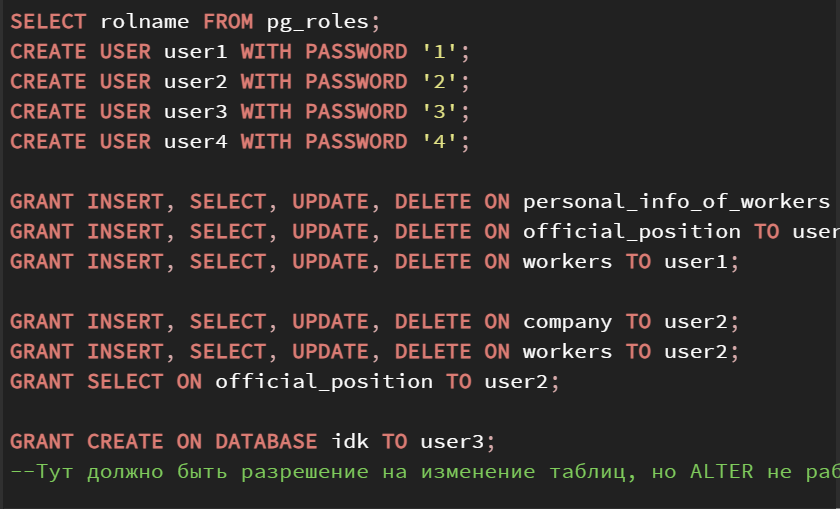 SELECT rolname FROM pg_roles;
CREATE USER user1 WITH PASSWORD '1';
CREATE USER user2 WITH PASSWORD '2';
CREATE USER user3 WITH PASSWORD '3';
CREATE USER user4 WITH PASSWORD '4';
GRANT INSERT, SELECT, UPDATE, DELETE ON personal_info_of_workers
GRANT INSERT, SELECT, UPDATE, DELETE ON official_position TO user
GRANT INSERT, SELECT, UPDATE, DELETE ON workers TO user1;
GRANT INSERT, SELECT, UPDATE, DELETE ON company TO user2;
GRANT INSERT, SELECT, UPDATE, DELETE ON workers TO user2;
GRANT SELECT ON official_position TO user2;
GRANT CREATE ON DATABASE idk TO user3;
--Тут должно быть разрешение на изменение таблиц, но ALTER не раб